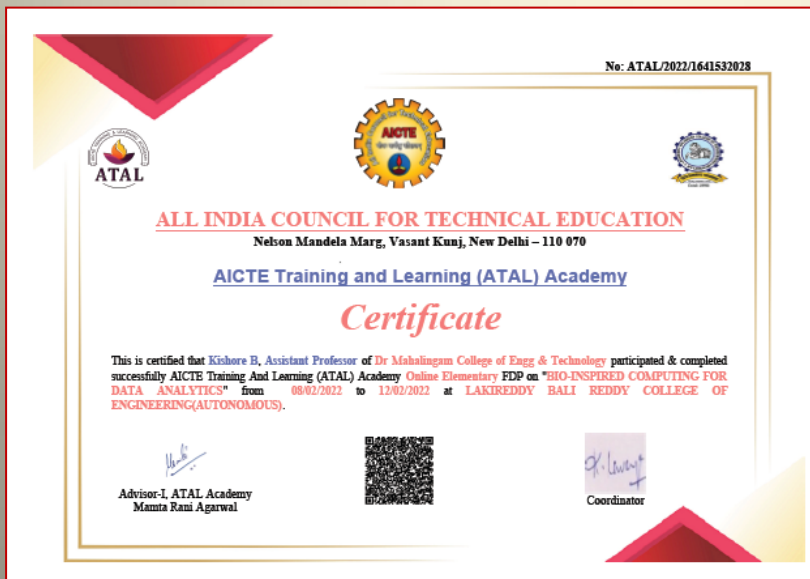 No: ATAL/2022/1641532028
ATAL
AICTE
ALL INDIA COUNCIL FOR TECHNICAL EDUCATION
Nelson Mandela Marg, Vasant Kunj, New Delhi – 110 070
AICTE Training and Learning (ATAL) Academy
Certificate
This is certified that Kishore B, Assistant Professor of Dr Mahalingam College of Engg & Technology participated & completed
successfully AICTE Training And Learning (ATAL) Academy Online Elementary FDP on "BIO-INSPIRED COMPUTING FOR
DATA ANALYTICS" from 08/02/2022 to 12/02/2022 at LAKIREDDY BALI REDDY COLLEGE OF
ENGINEERING(AUTONOMOUS).
Advisor-I, ATAL Academy
Mamta Rani Agarwal
Coordinator